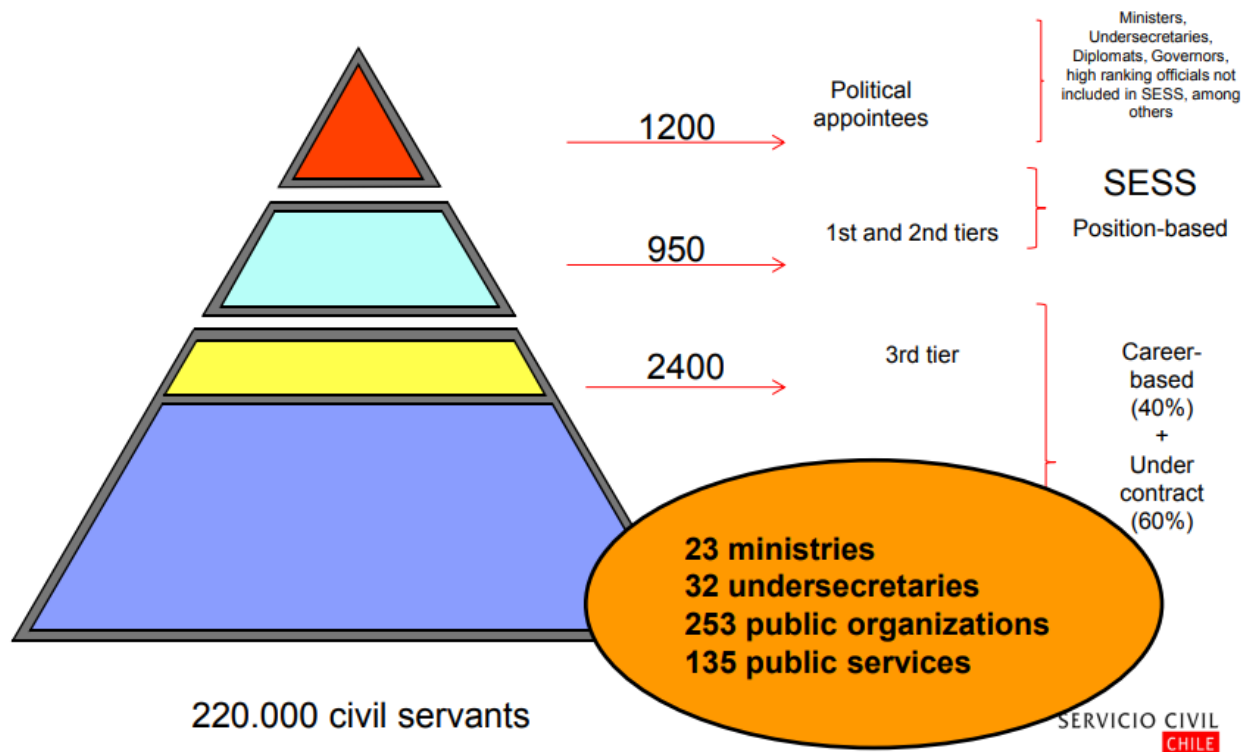 Ministers,
Undersecretaries,
Diplomats, Governors,
high ranking officials not
included in SESS, among
others
Political
appointees
1200
SESS
Position-based
1st and 2nd tiers
950
3rd tier
2400
Career-
based
(40%)
+
Under
contract
(60%)
23 ministries
32 undersecretaries
253 public organizations
135 public services
220.000 civil servants
SERVICIO CIVIL
CHILE